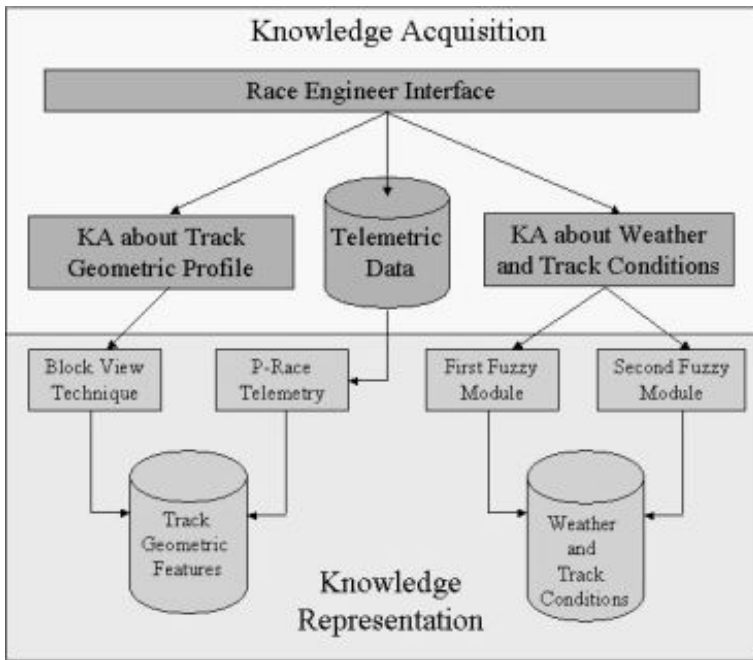 Knowledge Acquisition
Race Engineer Interface
KA about Track
Geometric Profile
Telemetric
Data
KA about Weather
and Track Conditions
Block View
Technique
P-Race
Telemetry
First Fuzzy
Module
Second Fuzzy
Module
Track
Geometric
Features
Weather
and
Track
Conditions
Knowledge
Representation